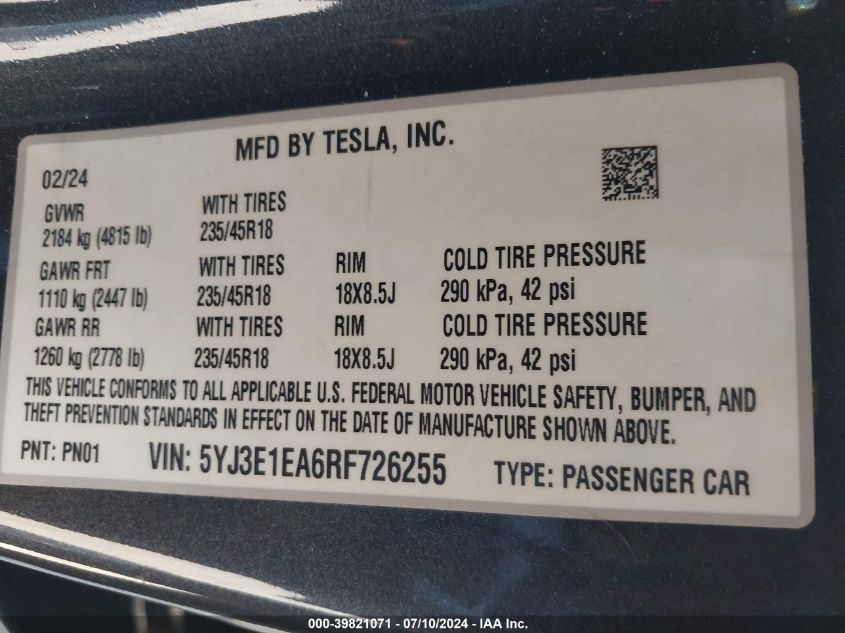 MFD BY TESLA, INC.
02/24
GVWR WITH TIRES
2184 kg (4815 lb) 235/45R18
GAWR FRT WITH TIRES RIM COLD TIRE PRESSURE
1110 kg (2447 lb) 235/45R18 18X8.5J 290 kPa, 42 psi
GAWR RR WITH TIRES RIM COLD TIRE PRESSURE
1260 kg (2778 lb) 235/45R18 18X8.5J 290 kPa, 42 psi
THIS VEHICLE CONFORMS TO ALL APPLICABLE U.S. FEDERAL MOTOR VEHICLE SAFETY, BUMPER, AND
THEFT PREVENTION STANDARDS IN EFFECT ON THE DATE OF MANUFACTURE SHOWN ABOVE.
PNT: PN01 VIN: 5YJ3E1EA6RF726255 TYPE: PASSENGER CAR
000-39821071 - 07/10/2024 - IAA Inc.